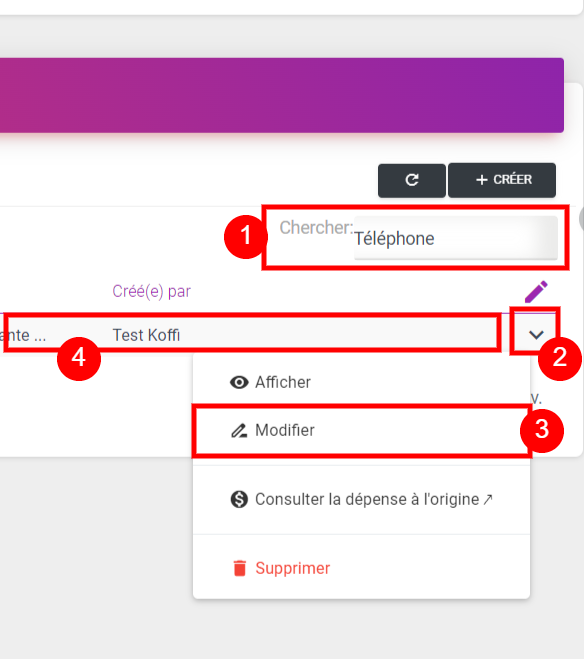 + CRÉER
1
Chercher:
Téléphone
Créé(e) par
ante ...
Test Koffi
4
2
Afficher
v.
Modifier
3
Consulter la dépense à l'origine ↗
Supprimer